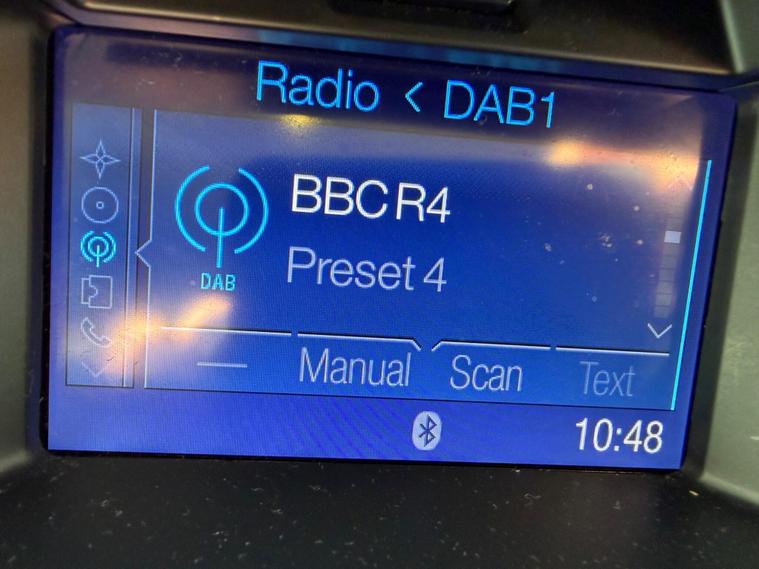 Radio < DAB1
BBC R4
DAB
Preset 4
Manual Scan Text
10:48